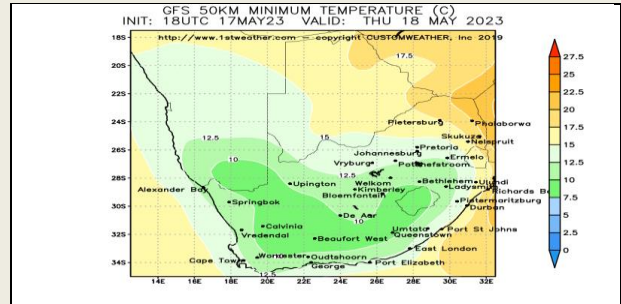 GFS 50KM MINIMUM TEMPERATURE (C)
INIT: 18UTC 17MAY23 VALID: THU 18 MAY 2023
http://www.1stweather.com – copyright CUSTOMWEATHER, Inc 2019
18S
17.5
27.5
20S
25
22S
22.5
20
24S
Pietersburg Phalaborwa
17.5
Skukuza
12.5 15 Nelspruit
26S
Pretoria
15
Johannesburg
10 Ermelo
Vryburg Potchefstroom
12.5
12.5
28S
Upington Welkom Bethlehem Ulundi
Alexander Bay Kimberley Ladysmith
10
Bloemfontein Richards
Springbok Pietermaritzburg
7.5
30S
De Aar Durban
10
5
Calvinia Umtata Port St Johns
Vredendal Beaufort West Queenstown
2.5
32S
East London
0
Cape Town Worcester 10 Oudtshoorn
34S
George Port Elizabeth
12.5
14E 16E 18E 20E 22E 24E 26E 28E 30E 32E